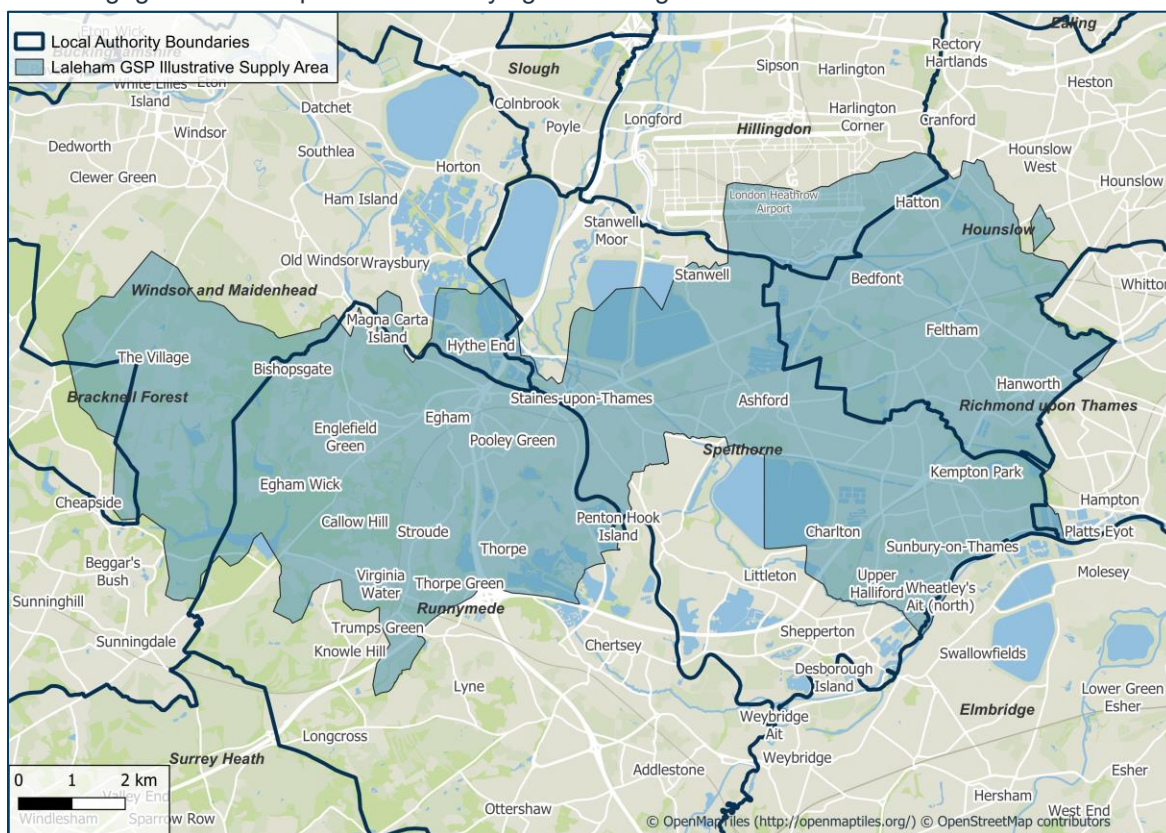 Local Authority Boundaries
Laleham GSP Illustrative Supply Area
Eton Wick
Buckinghamshire
White Lilies
Island
Eton
Slough
Ealing
Rectory
Hartlands
Sipson
Harlington
Heston
Datchet
Colnbrook
Poyle
Longford
Harlington
Corner
Cranford
Windsor
Hillingdon
Dedworth
Southlea
Horton
Hounslow
West
Hounslow
Clewer Green
Ham Island
London Heathrow
Airport
Hatton
Stanwell
Moor
Hounslow
Old Windsor
Wraysbury
Stanwell
Bedfont
Whitton
Windsor and Maidenhead
Magna Carta
Island
Hythe End
Feltham
The Village
Bishopsgate
Hanworth
Bracknell Forest
Staines-upon-Thames
Ashford
Richmond upon Thames
Egham
Englefield
Green
Pooley Green
Spelthorne
Kempton Park
Egham Wick
Cheapside
Hampton
Callow Hill
Stroude
Penton Hook
Island
Charlton
Platts Eyot
Thorpe
Sunbury-on-Thames
Beggar's
Bush
Molesey
Virginia
Water
Thorpe Green
Littleton
Upper
Halliford
Wheatley's
Ait (north)
Sunninghill
Runnymede
Trumps Green
Shepperton
Sunningdale
Knowle Hill
Chertsey
Swallowfields
Desborough
Island
Lyne
Lower Green
Esher
Elmbridge
Weybridge
Ait
Longcross
Surrey Heath
Weybridge
Addlestone
Esher
0 1 2 km
Valley End
Hersham
Windlesham
Sparrow Row
Ottershaw
West End
© OpenMapTiles (http://openmaptiles.org/) © OpenStreetMap contributors